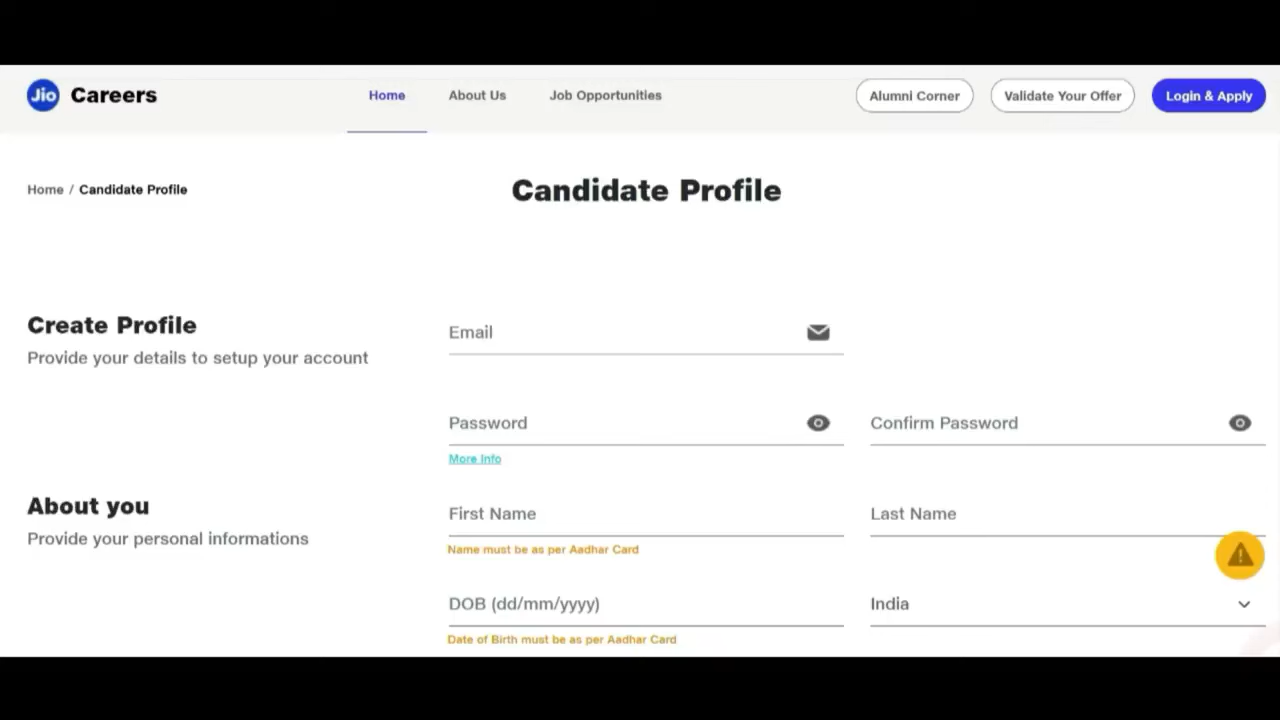 Jio Careers Home About Us Job Opportunities Alumni Corner Validate Your Offer Login & Apply
Home / Candidate Profile
Candidate Profile
Create Profile
Provide your details to setup your account
Email
Password
Confirm Password
More Info
About you
Provide your personal informations
First Name
Last Name
Name must be as per Aadhar Card
DOB (dd/mm/yyyy)
India
Date of Birth must be as per Aadhar Card